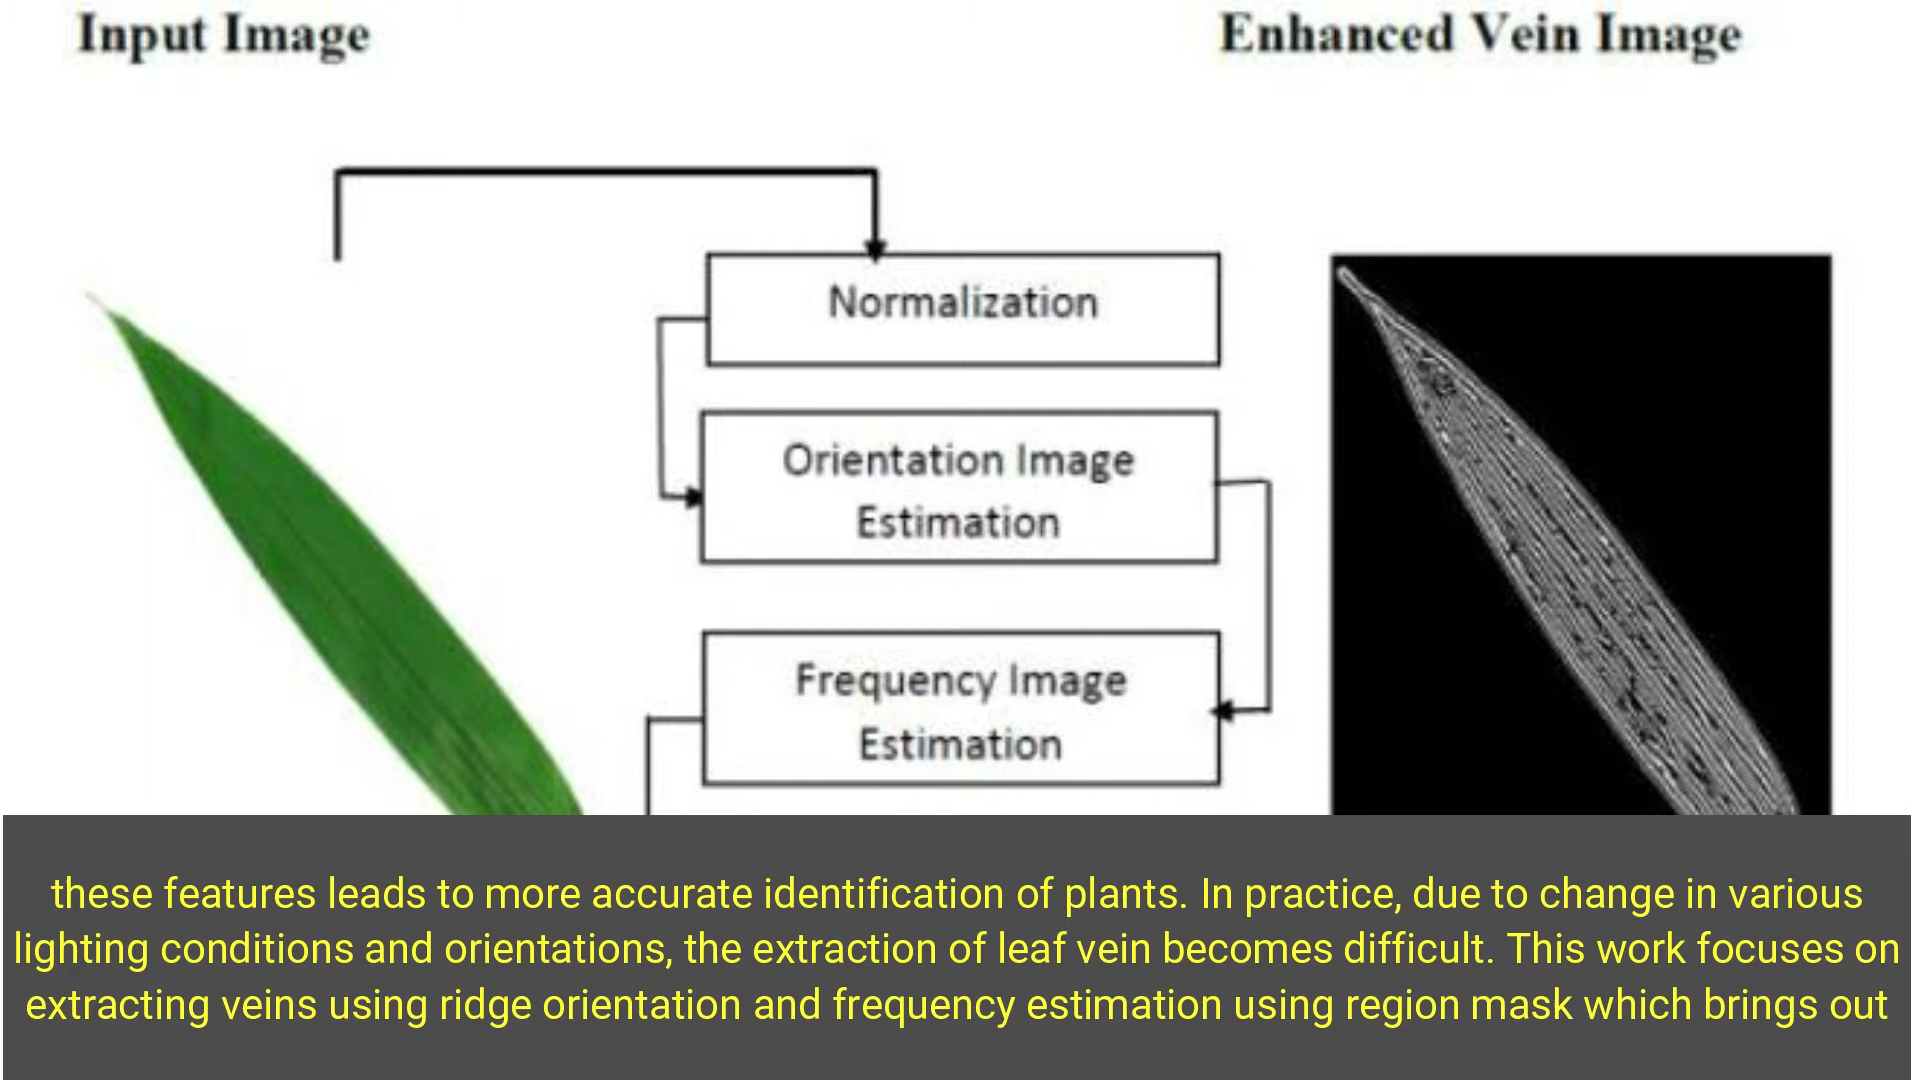 Input Image
Enhanced Vein Image
Normalization
Orientation Image
Estimation
Frequency Image
Estimation
these features leads to more accurate identification of plants. In practice, due to change in various
lighting conditions and orientations, the extraction of leaf vein becomes difficult. This work focuses on
extracting veins using ridge orientation and frequency estimation using region mask which brings out